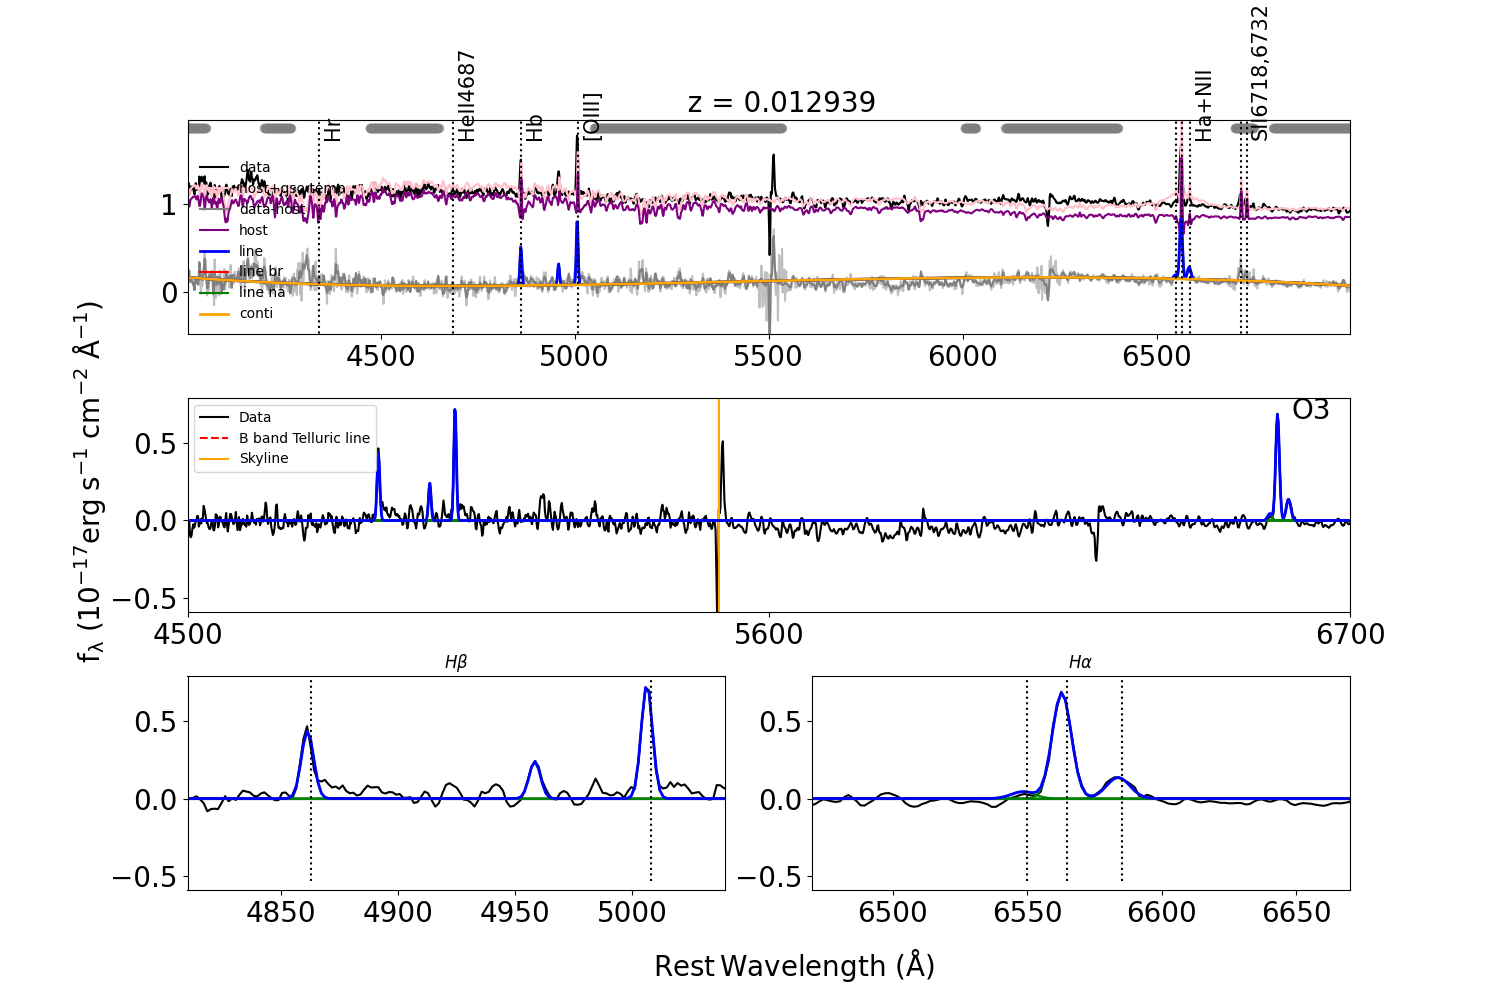 z = 0.012939
Hr
HeII4687
Hb
[OIII]
Ha+NII
SII6718,6732
data
host+qso temp
data-host
host
line
line br
line na
conti
1
0
4500 5000 5500 6000 6500
fλ (10⁻¹⁷erg s⁻¹ cm⁻² Å⁻¹)
Data
B band Telluric line
Skyline
O3
0.5
0.0
−0.5
4500 5600 6700
Hβ
0.5
0.0
−0.5
4850 4900 4950 5000
Hα
0.5
0.0
−0.5
6500 6550 6600 6650
Rest Wavelength (Å)